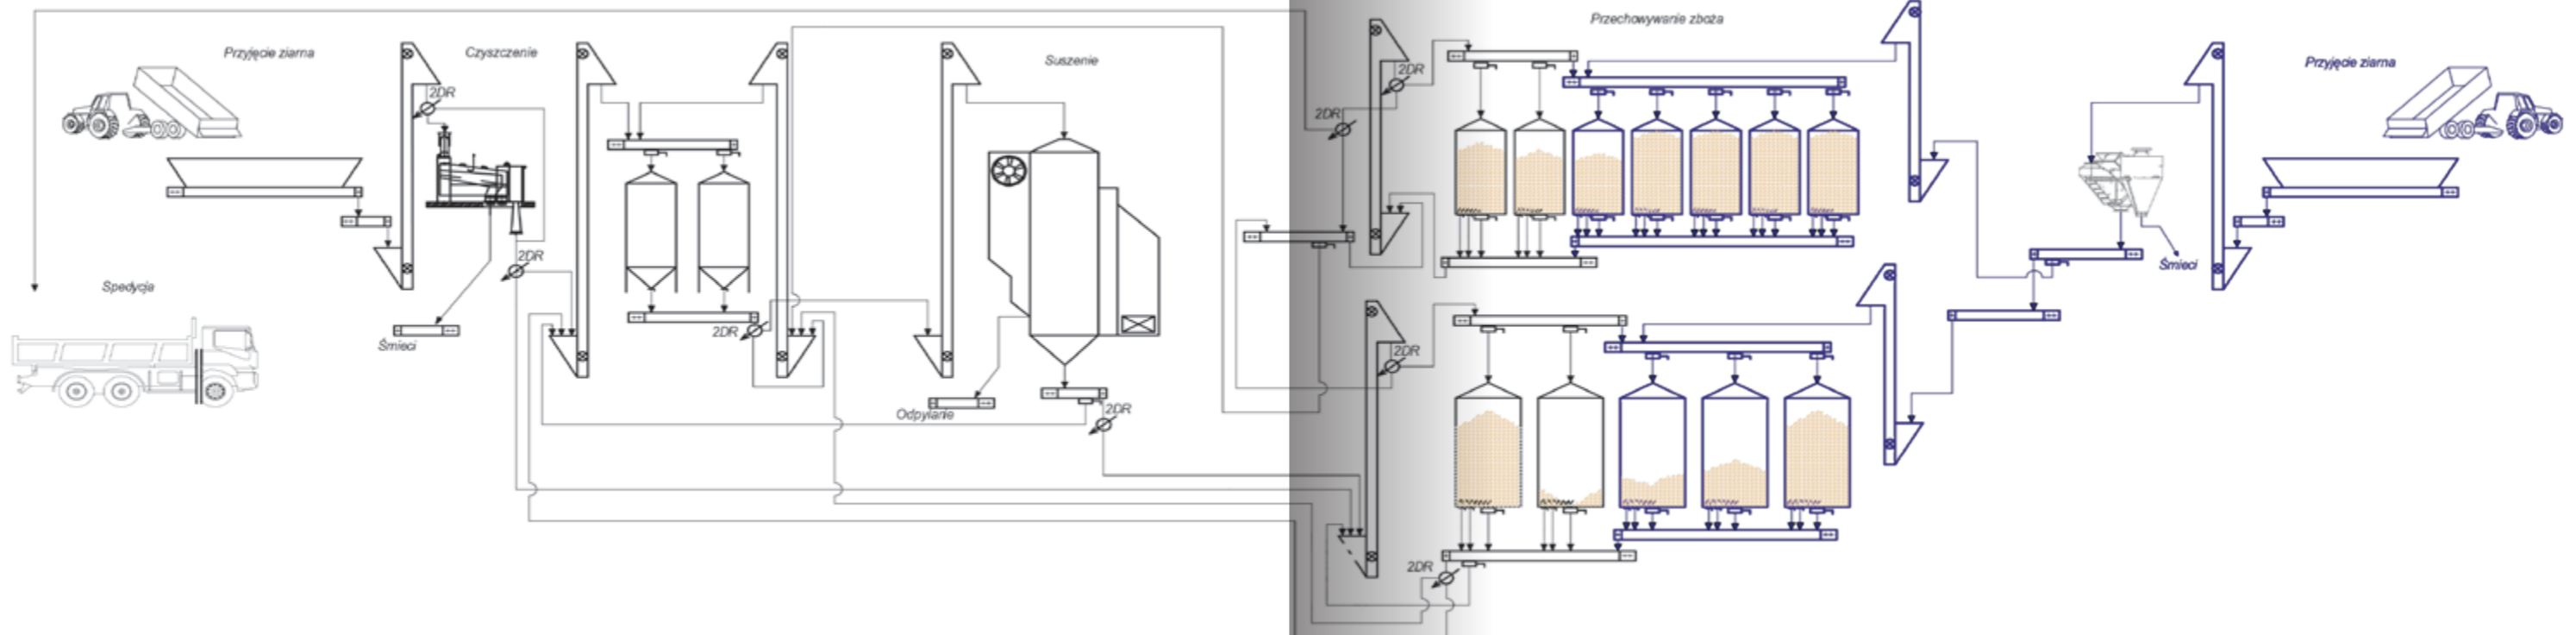 Przyjęcie ziarna
Czyszczenie
Suszenie
Przechowywanie zboża
Przyjęcie ziarna
2DR
2DR
2DR
2DR
2DR
2DR
2DR
2DR
2DR
Spedycja
Śmieci
Odpylanie
Śmieci